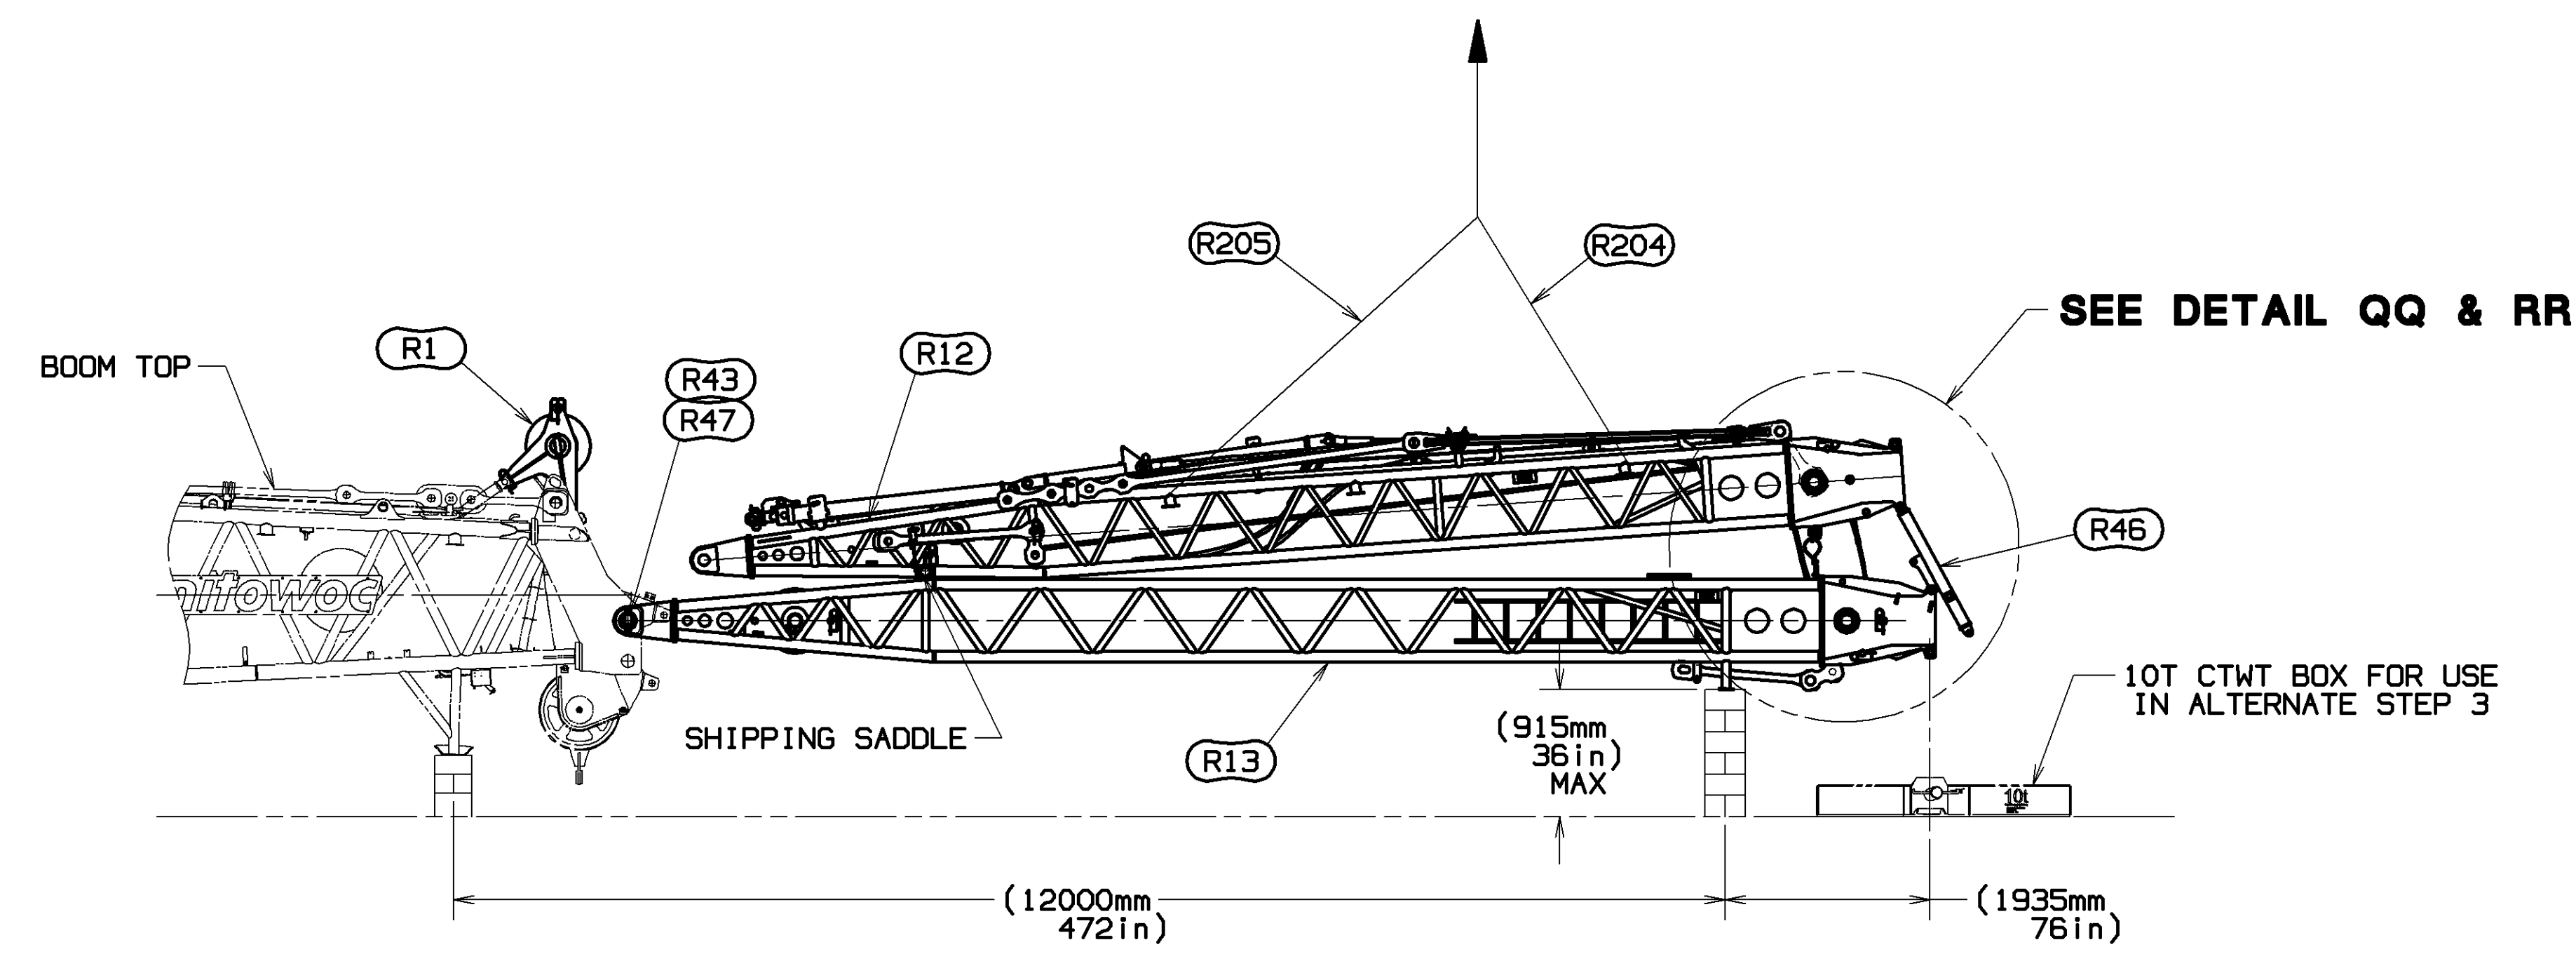 R205
R204
SEE DETAIL QQ & RR
BOOM TOP
R1
R43
R47
R12
R46
nitowoc
SHIPPING SADDLE
R13
(915mm
36in)
MAX
10T CTWT BOX FOR USE
IN ALTERNATE STEP 3
10t
(12000mm
472in)
(1935mm
76in)